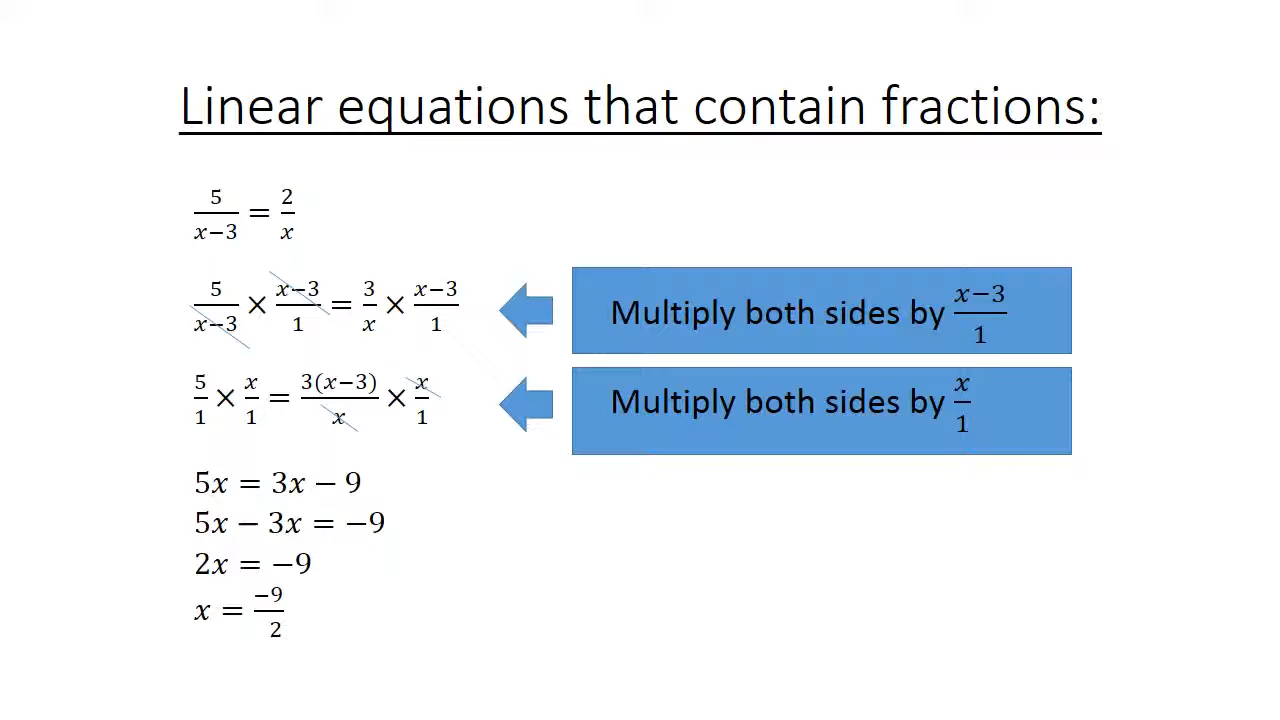 Linear equations that contain fractions:
5/(x−3) = 2/x
5/(x−3) × (x−3)/1 = 3/x × (x−3)/1
Multiply both sides by (x−3)/1
5/1 × x/1 = 3(x−3)/x × x/1
Multiply both sides by x/1
5x = 3x − 9
5x − 3x = −9
2x = −9
x = −9/2